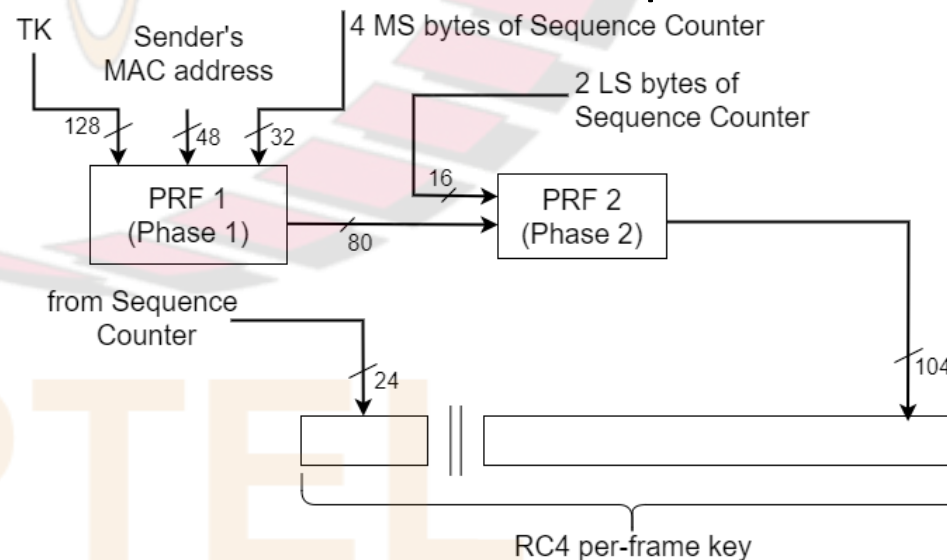 TK
Sender's
MAC address
4 MS bytes of Sequence Counter
2 LS bytes of
Sequence Counter
128
48
32
16
PRF 1
(Phase 1)
PRF 2
(Phase 2)
80
from Sequence
Counter
24
104
||
RC4 per-frame key
PTEL